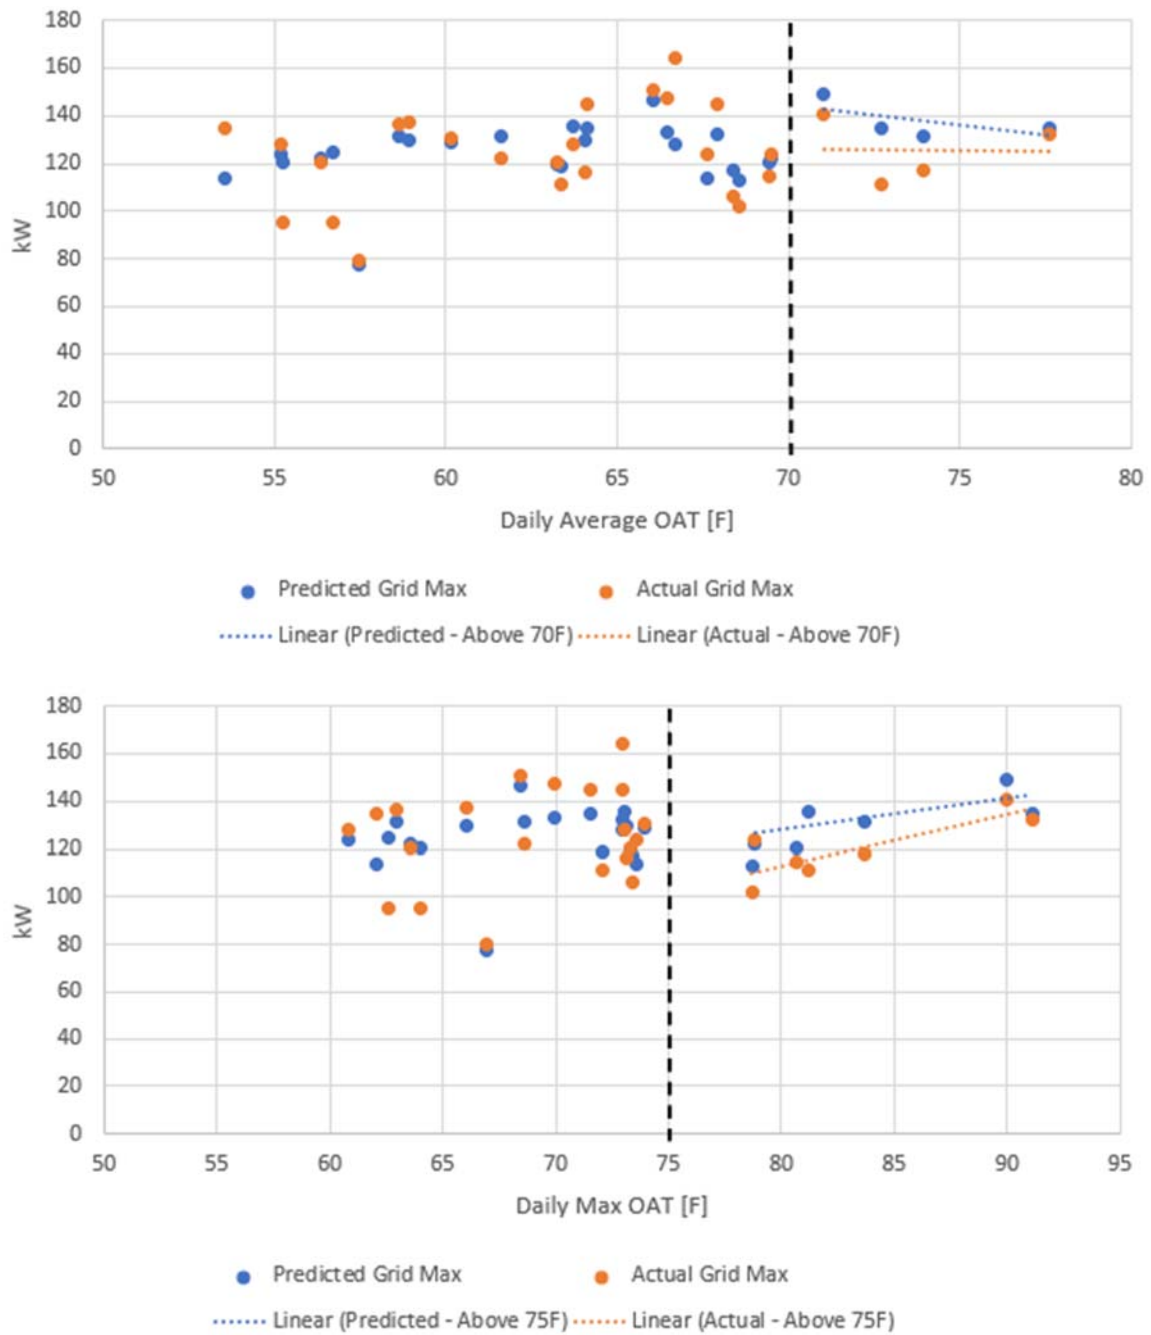 180
160
140
120
100
80
60
40
20
0
kW
50 55 60 65 70 75 80
Daily Average OAT [F]
Predicted Grid Max Actual Grid Max
Linear (Predicted - Above 70F) Linear (Actual - Above 70F)
180
160
140
120
100
80
60
40
20
0
kW
50 55 60 65 70 75 80 85 90 95
Daily Max OAT [F]
Predicted Grid Max Actual Grid Max
Linear (Predicted - Above 75F) Linear (Actual - Above 75F)